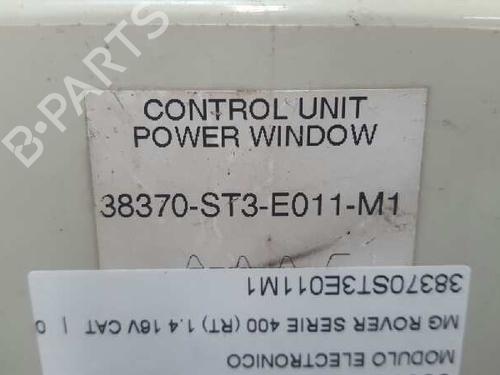 B-PARTS
CONTROL UNIT
POWER WINDOW
38370-ST3-E011-M1
38370ST3E011M1
MG ROVER SERIE 400 (RT) 1.4 16V CAT | 0
MODULO ELECTRONICO